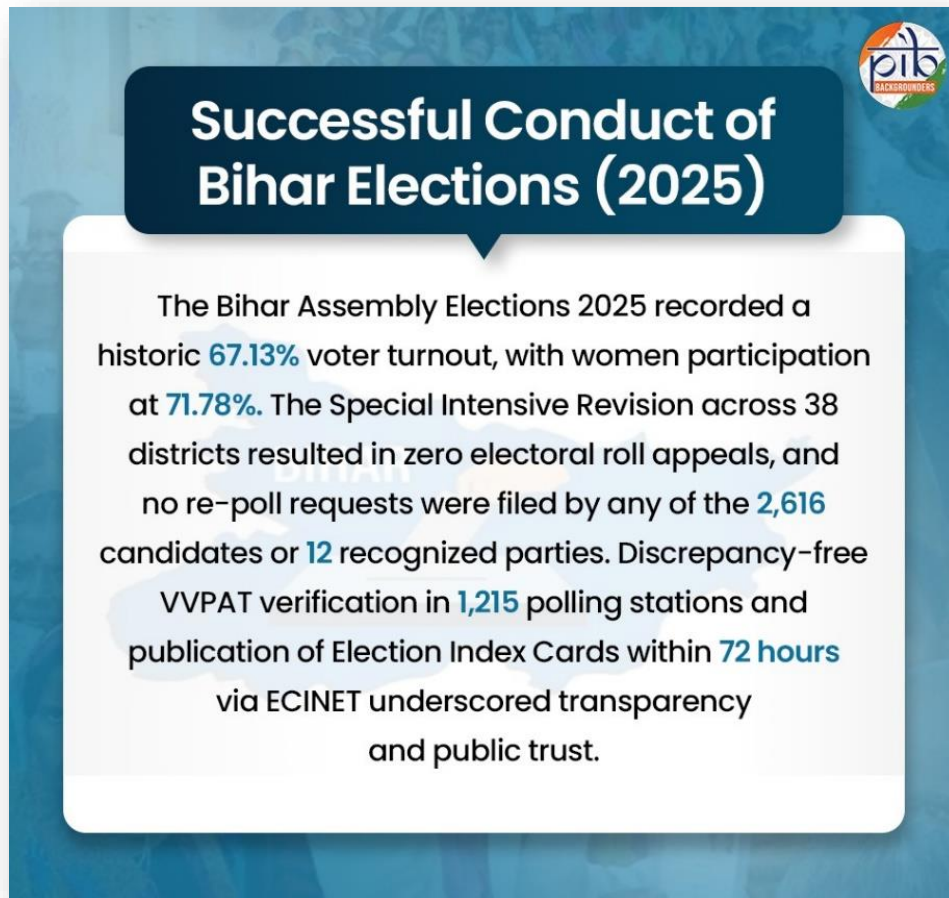 pib
BACKGROUNDERS
Successful Conduct of
Bihar Elections (2025)
The Bihar Assembly Elections 2025 recorded a
historic 67.13% voter turnout, with women participation
at 71.78%. The Special Intensive Revision across 38
districts resulted in zero electoral roll appeals, and
no re-poll requests were filed by any of the 2,616
candidates or 12 recognized parties. Discrepancy-free
VVPAT verification in 1,215 polling stations and
publication of Election Index Cards within 72 hours
via ECINET underscored transparency
and public trust.
BIHAR